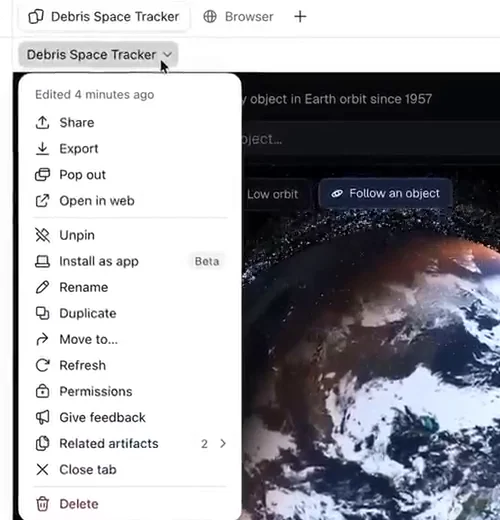 Debris Space Tracker
Browser
Debris Space Tracker
Edited 4 minutes ago
Share
Export
Pop out
Open in web
Unpin
Install as app Beta
Rename
Duplicate
Move to...
Refresh
Permissions
Give feedback
Related artifacts 2
Close tab
Delete
y object in Earth orbit since 1957
bject...
Low orbit
Follow an object